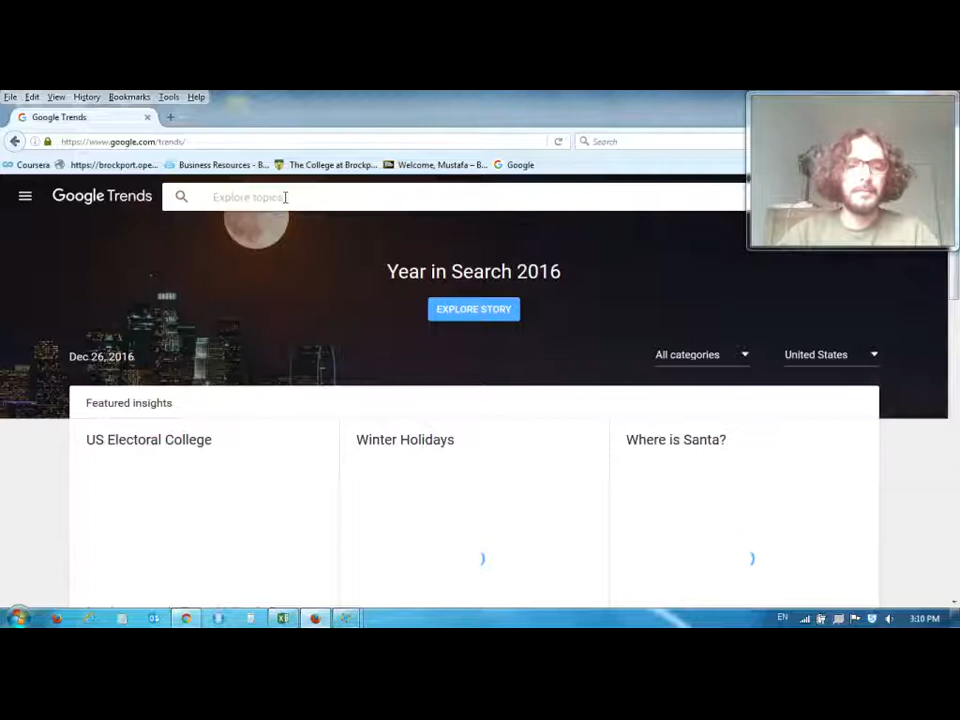 File Edit View History Bookmarks Tools Help
Google Trends
https://www.google.com/trends/
Search
Coursera https://brockport.ope... Business Resources - B... The College at Brockp... Welcome, Mustafa – B... Google
Google Trends Explore topics
Year in Search 2016
EXPLORE STORY
Dec 26, 2016 All categories United States
Featured insights
US Electoral College Winter Holidays Where is Santa?
EN 3:10 PM